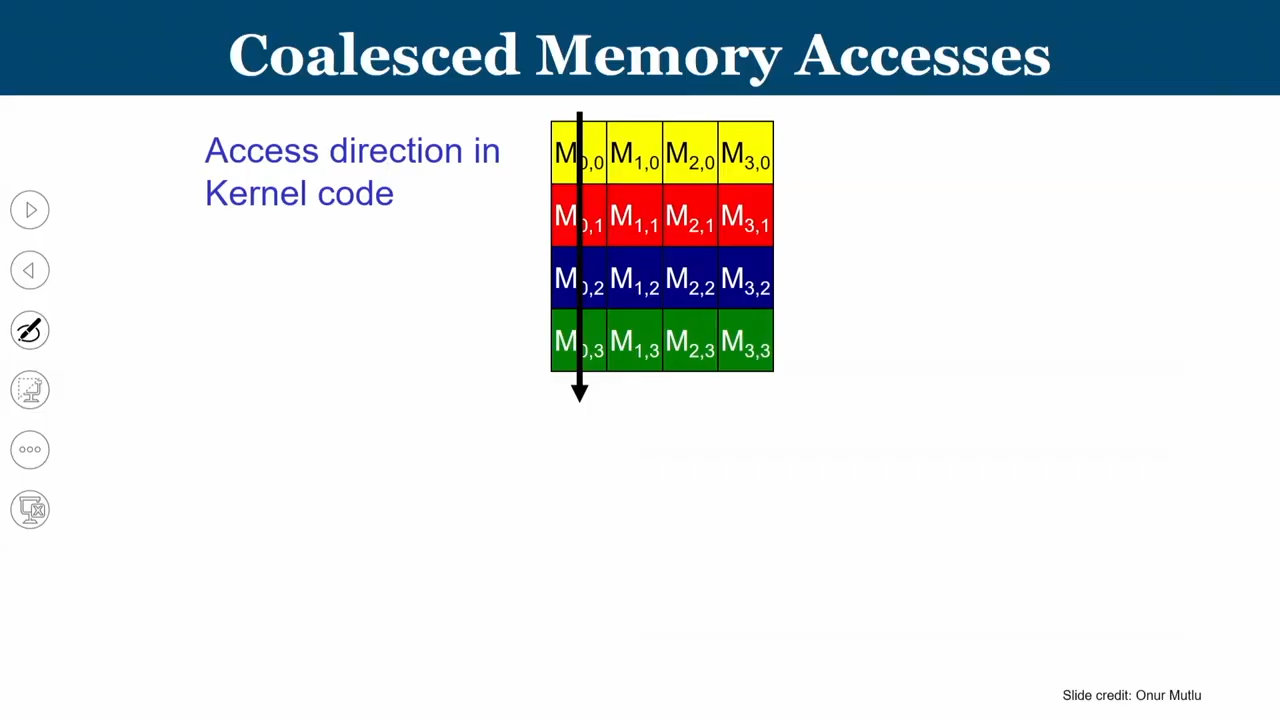 Coalesced Memory Accesses
Access direction in
Kernel code
M0,0 M1,0 M2,0 M3,0
M0,1 M1,1 M2,1 M3,1
M0,2 M1,2 M2,2 M3,2
M0,3 M1,3 M2,3 M3,3
Slide credit: Onur Mutlu